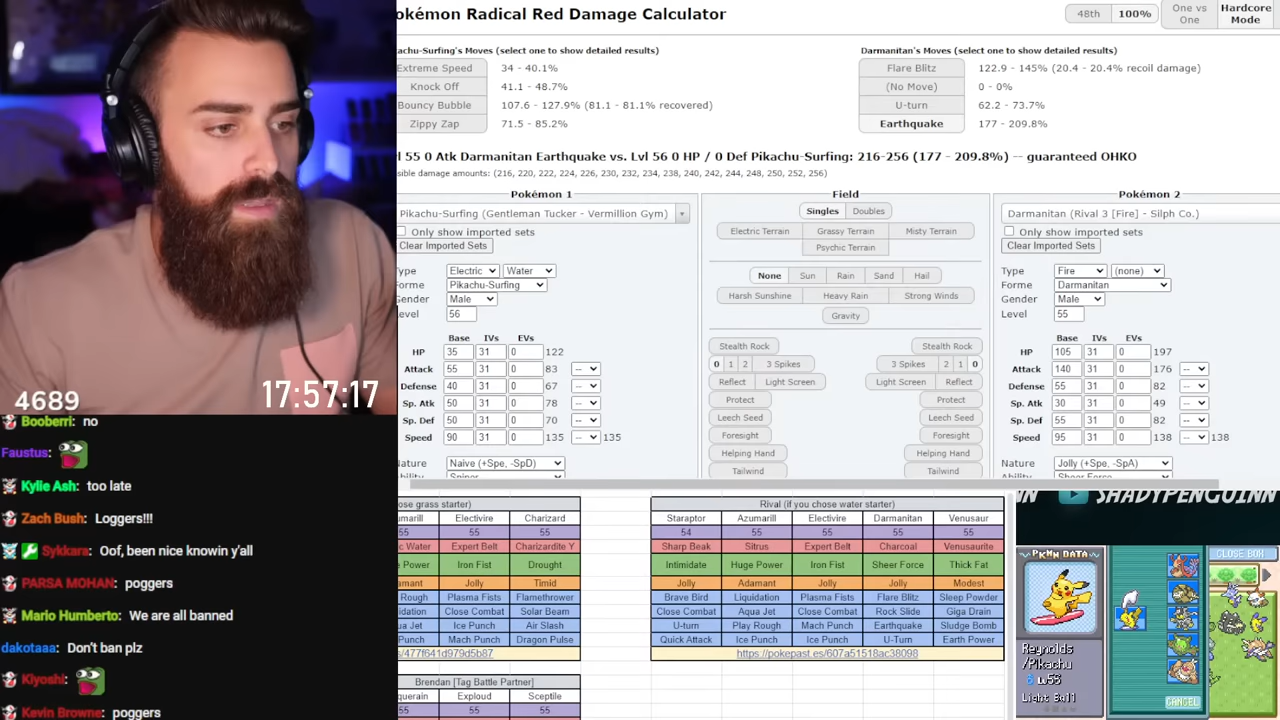 okémon Radical Red Damage Calculator
48th 100% One vs One Hardcore Mode
kachu-Surfing's Moves (select one to show detailed results)
Extreme Speed 34 - 40.1%
Knock Off 41.1 - 48.7%
Bouncy Bubble 107.6 - 127.9% (81.1 - 81.1% recovered)
Zippy Zap 71.5 - 85.2%
Darmanitan's Moves (select one to show detailed results)
Flare Blitz 122.9 - 145% (20.4 - 20.4% recoil damage)
(No Move) 0 - 0%
U-turn 62.2 - 73.7%
Earthquake 177 - 209.8%
l 55 0 Atk Darmanitan Earthquake vs. Lvl 56 0 HP / 0 Def Pikachu-Surfing: 216-256 (177 - 209.8%) -- guaranteed OHKO
sible damage amounts: (216, 220, 222, 224, 226, 230, 232, 234, 238, 240, 242, 244, 248, 250, 252, 256)
Pokémon 1
Pikachu-Surfing (Gentleman Tucker - Vermillion Gym)
Only show imported sets
Clear Imported Sets
Type Electric Water
Forme Pikachu-Surfing
Gender Male
Level 56
Base IVs EVs
HP 35 31 0 122
Attack 55 31 0 83 --
Defense 40 31 0 67 --
Sp. Atk 50 31 0 78 --
Sp. Def 50 31 0 70 --
Speed 90 31 0 135 -- 135
Nature Naive (+Spe, -SpD)
Field
Singles Doubles
Electric Terrain Grassy Terrain Misty Terrain
Psychic Terrain
None Sun Rain Sand Hail
Harsh Sunshine Heavy Rain Strong Winds
Gravity
Stealth Rock Stealth Rock
0 1 2 3 Spikes 3 Spikes 2 1 0
Reflect Light Screen Light Screen Reflect
Protect Protect
Leech Seed Leech Seed
Foresight Foresight
Helping Hand Helping Hand
Tailwind Tailwind
Pokémon 2
Darmanitan (Rival 3 [Fire] - Silph Co.)
Only show imported sets
Clear Imported Sets
Type Fire (none)
Forme Darmanitan
Gender Male
Level 55
Base IVs EVs
HP 105 31 0 197
Attack 140 31 0 176 --
Defense 55 31 0 82 --
Sp. Atk 30 31 0 49 --
Sp. Def 55 31 0 82 --
Speed 95 31 0 138 -- 138
Nature Jolly (+Spe, -SpA)
4689 17:57:17
Booberri: no
Faustus:
Kylie Ash: too late
Zach Bush: Loggers!!!
Sykkara: Oof, been nice knowin y'all
PARSA MOHAN: poggers
Mario Humberto: We are all banned
dakotaaa: Don't ban plz
Kiyoshi:
Kevin Browne: poggers
ose grass starter)
umarill Electivire Charizard
55 55 55
c Water Expert Belt Charizardite Y
e Power Iron Fist Drought
amant Jolly Timid
Rough Plasma Fists Flamethrower
idation Close Combat Solar Beam
ua Jet Ice Punch Air Slash
Punch Mach Punch Dragon Pulse
s/477f641d979d5b87
Brendan [Tag Battle Partner]
querain Exploud Sceptile
55 55 55
Rival (if you chose water starter)
Staraptor Azumarill Electivire Darmanitan Venusaur
54 55 55 55 55
Sharp Beak Sitrus Expert Belt Charcoal Venusaurite
Intimidate Huge Power Iron Fist Sheer Force Thick Fat
Jolly Adamant Jolly Jolly Modest
Brave Bird Liquidation Plasma Fists Flare Blitz Sleep Powder
Close Combat Aqua Jet Close Combat Rock Slide Giga Drain
U-turn Play Rough Mach Punch Earthquake Sludge Bomb
Quick Attack Ice Punch Ice Punch U-Turn Earth Power
https://pokepast.es/607a51518ac38098
IN SHADYPENGUINN
PKMN DATA CLOSE BOX
Reynolds
/Pikachu
Lv53
Light Ball
CANCEL